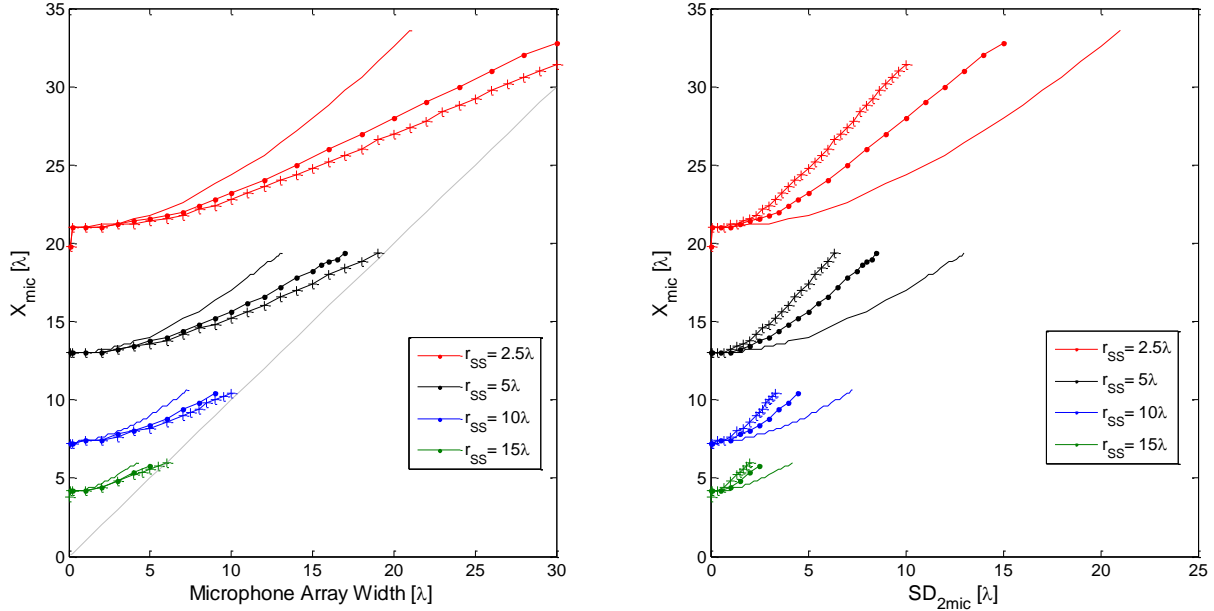 35
30
25
20
15
10
5
0
X_mic [λ]
0 5 10 15 20 25 30
Microphone Array Width [λ]
r_SS= 2.5λ
r_SS= 5λ
r_SS= 10λ
r_SS= 15λ
35
30
25
20
15
10
5
0
X_mic [λ]
0 5 10 15 20 25
SD_2mic [λ]
r_SS= 2.5λ
r_SS= 5λ
r_SS= 10λ
r_SS= 15λ